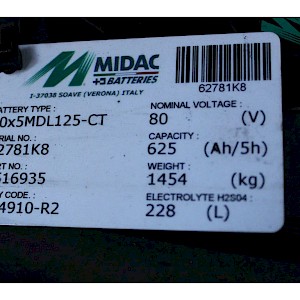 MIDAC
+BATTERIES
I-37038 SOAVE (VERONA) ITALY
62781K8
ATTERY TYPE :
0x5MDL125-CT
NOMINAL VOLTAGE :
80 (V)
RIAL NO. :
2781K8
CAPACITY :
625 (Ah/5h)
RT NO. :
516935
WEIGHT :
1454 (kg)
Y CODE :
4910-R2
ELECTROLYTE H2S04 :
228 (L)